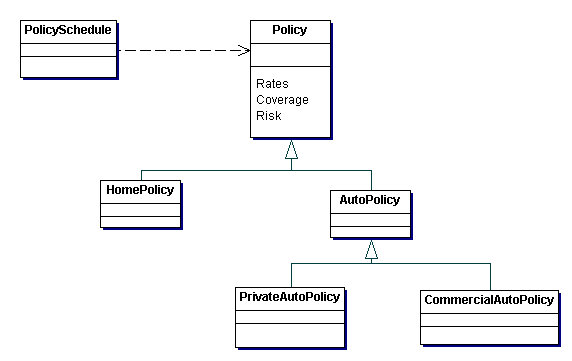 PolicySchedule
Policy
Rates
Coverage
Risk
HomePolicy
AutoPolicy
PrivateAutoPolicy
CommercialAutoPolicy